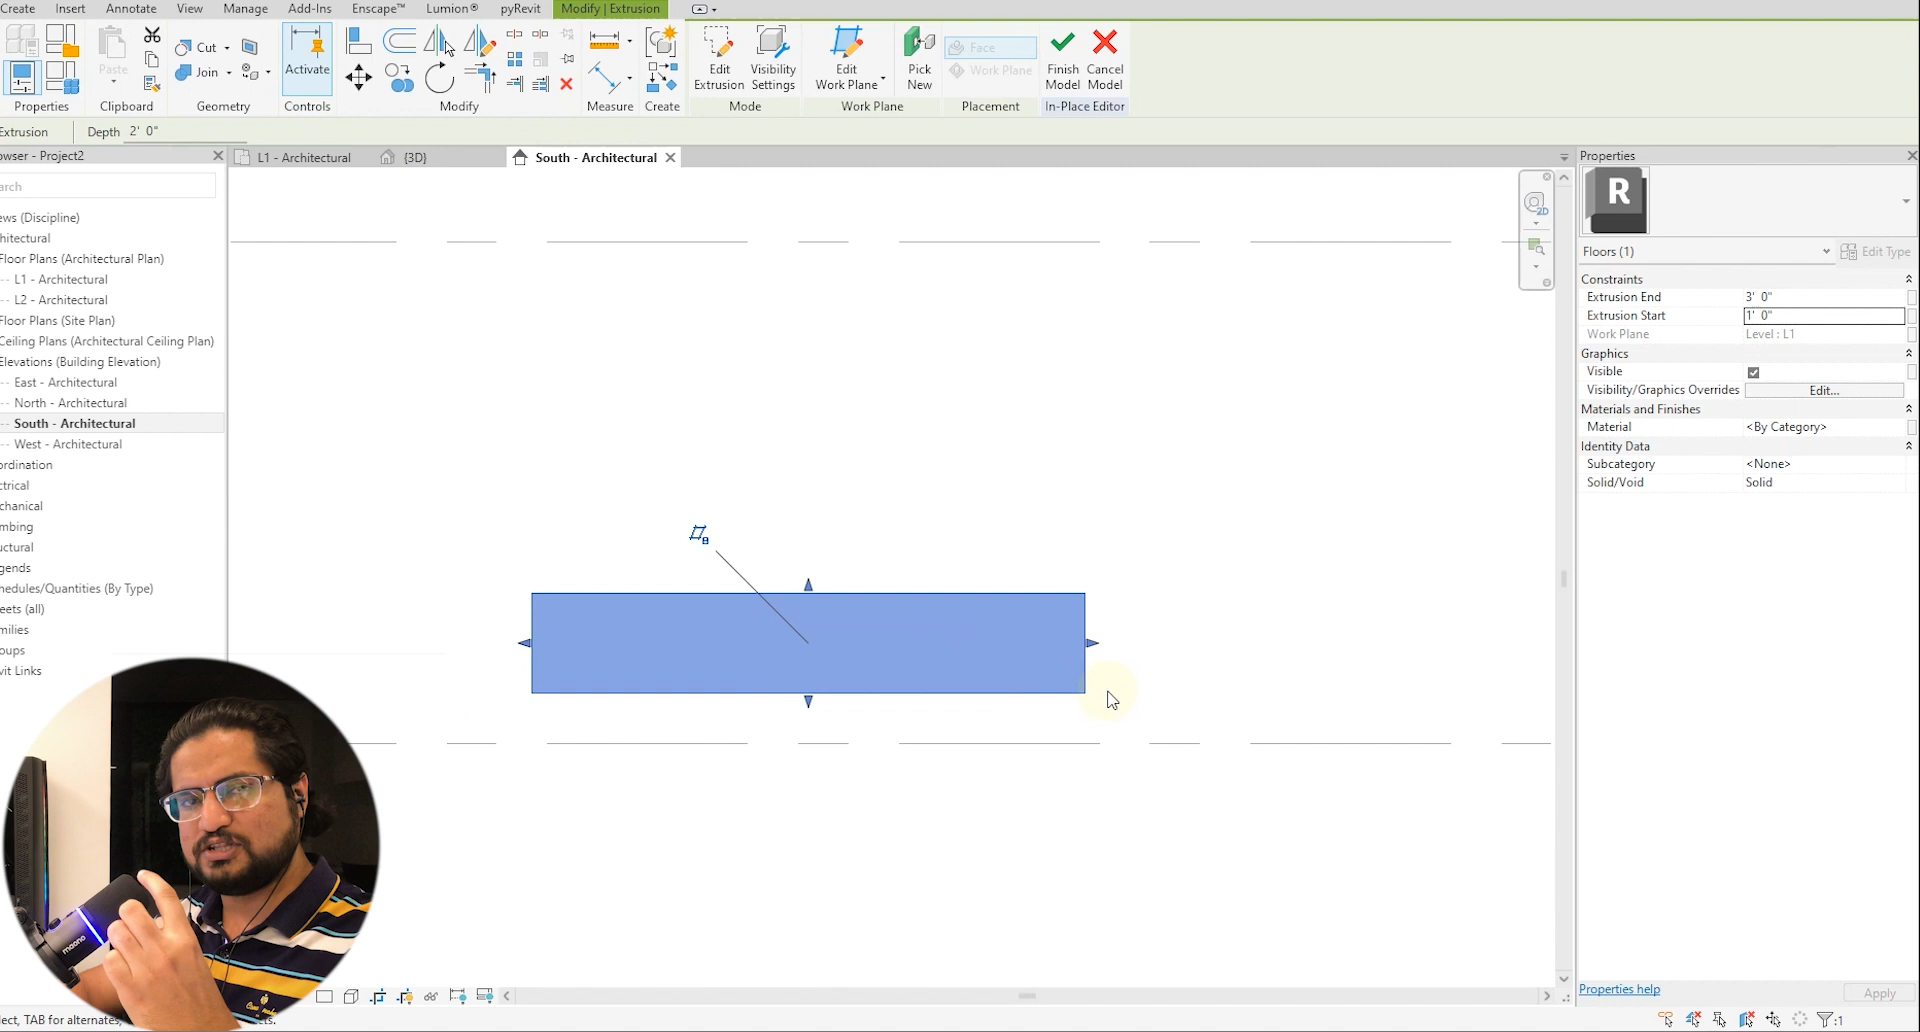 Create Insert Annotate View Manage Add-Ins Enscape™ Lumion® pyRevit Modify | Extrusion
Paste
Cut
Join
Activate
Edit Extrusion
Visibility Settings
Edit Work Plane
Pick New
Face
Work Plane
Finish Model
Cancel Model
Properties Clipboard Geometry Controls Modify Measure Create Mode Work Plane Placement In-Place Editor
Extrusion Depth 2' 0"
owser - Project2
L1 - Architectural {3D} South - Architectural
arch
ews (Discipline)
hitectural
Floor Plans (Architectural Plan)
L1 - Architectural
L2 - Architectural
Floor Plans (Site Plan)
Ceiling Plans (Architectural Ceiling Plan)
Elevations (Building Elevation)
East - Architectural
North - Architectural
South - Architectural
West - Architectural
ordination
ctrical
chanical
mbing
uctural
gends
hedules/Quantities (By Type)
eets (all)
milies
oups
vit Links
2D
Properties
R
Floors (1) Edit Type
Constraints
Extrusion End 3' 0"
Extrusion Start 1' 0"
Work Plane Level : L1
Graphics
Visible
Visibility/Graphics Overrides Edit...
Materials and Finishes
Material <By Category>
Identity Data
Subcategory <None>
Solid/Void Solid
maono
Properties help Apply
lect, TAB for alternates,
cts.
:1